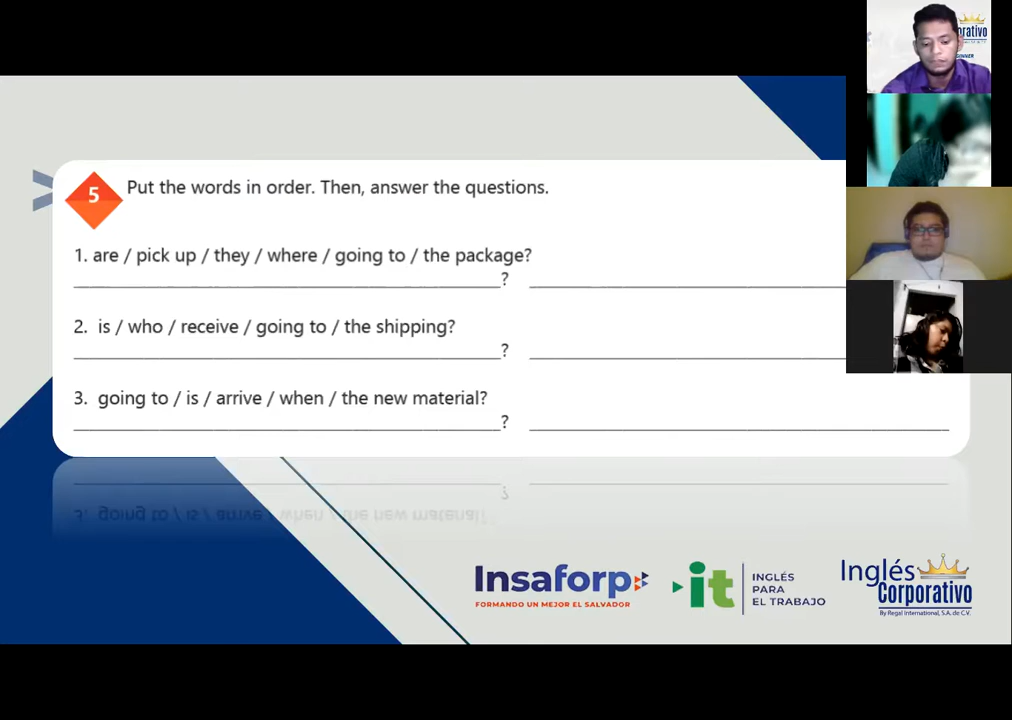 orativo
GINNER
5
Put the words in order. Then, answer the questions.
1. are / pick up / they / where / going to / the package?
?
2. is / who / receive / going to / the shipping?
?
3. going to / is / arrive / when / the new material?
?
Insaforp
FORMANDO UN MEJOR EL SALVADOR
it
INGLÉS
PARA
EL TRABAJO
Inglés
Corporativo
By Regal International, S.A. de C.V.